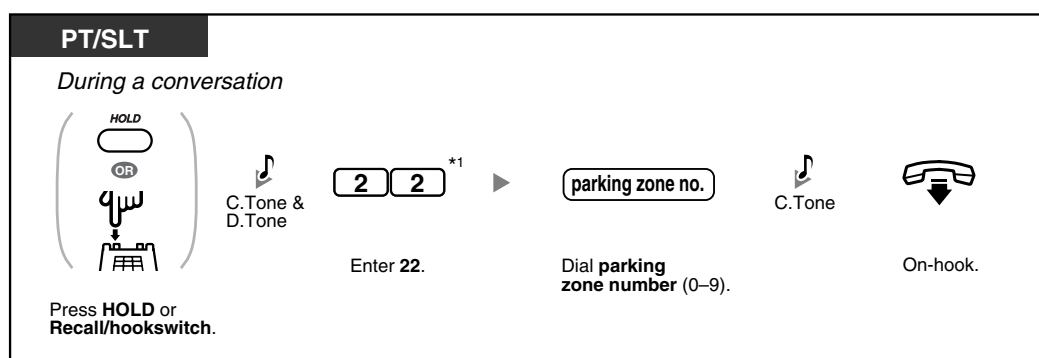 PT/SLT
During a conversation
HOLD
OR
Press HOLD or
Recall/hookswitch.
C.Tone &
D.Tone
2 2 *1
Enter 22.
parking zone no.
Dial parking
zone number (0–9).
C.Tone
On-hook.